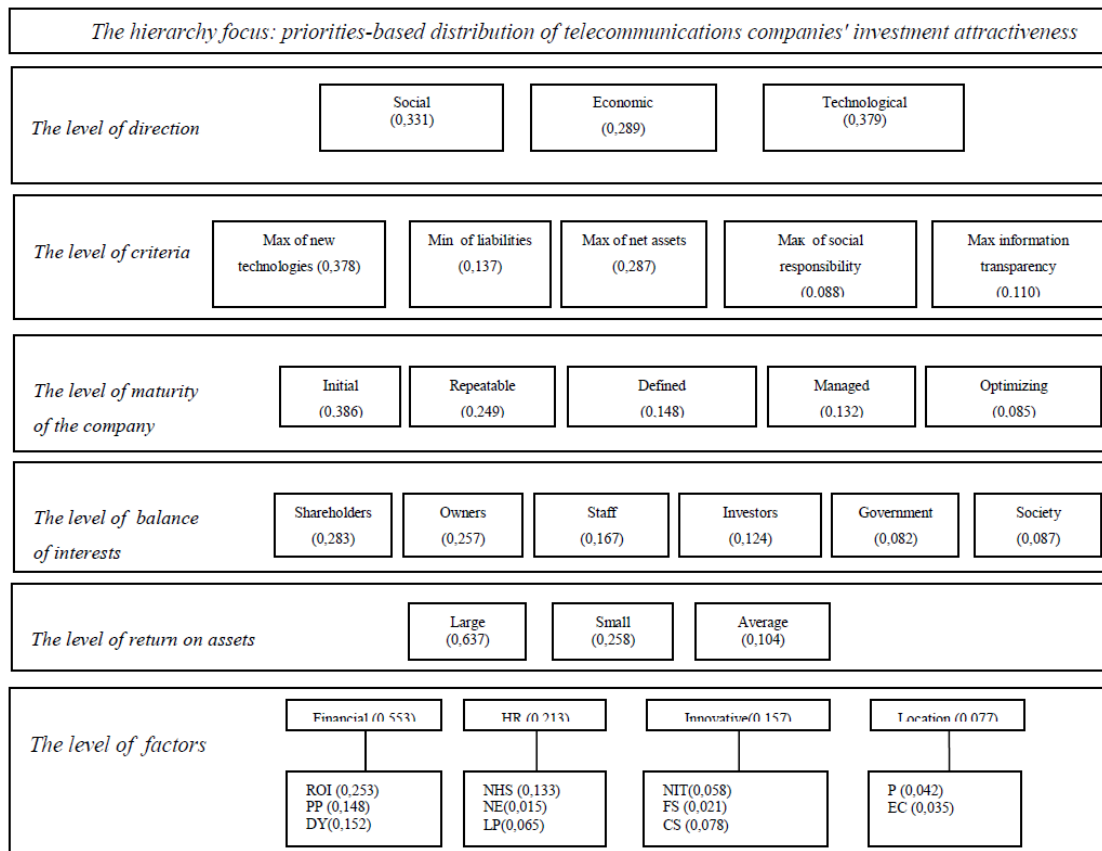 The hierarchy focus: priorities-based distribution of telecommunications companies' investment attractiveness
The level of direction
Social
(0,331)
Economic
(0,289)
Technological
(0,379)
The level of criteria
Max of new
technologies (0,378)
Min of liabilities
(0,137)
Max of net assets
(0,287)
Maк of social
responsibility
(0.088)
Max information
transparency
(0.110)
The level of maturity
of the company
Initial
(0,386)
Repeatable
(0,249)
Defined
(0,148)
Managed
(0,132)
Optimizing
(0,085)
The level of balance
of interests
Shareholders
(0,283)
Owners
(0,257)
Staff
(0,167)
Investors
(0,124)
Government
(0,082)
Society
(0,087)
The level of return on assets
Large
(0,637)
Small
(0,258)
Average
(0,104)
The level of factors
Financial (0.553)
HR (0.213)
Innovative(0.157)
Location (0.077)
ROI (0,253)
PP (0,148)
DY(0,152)
NHS (0,133)
NE(0,015)
LP(0,065)
NIT(0,058)
FS (0,021)
CS (0,078)
P (0,042)
EC (0,035)